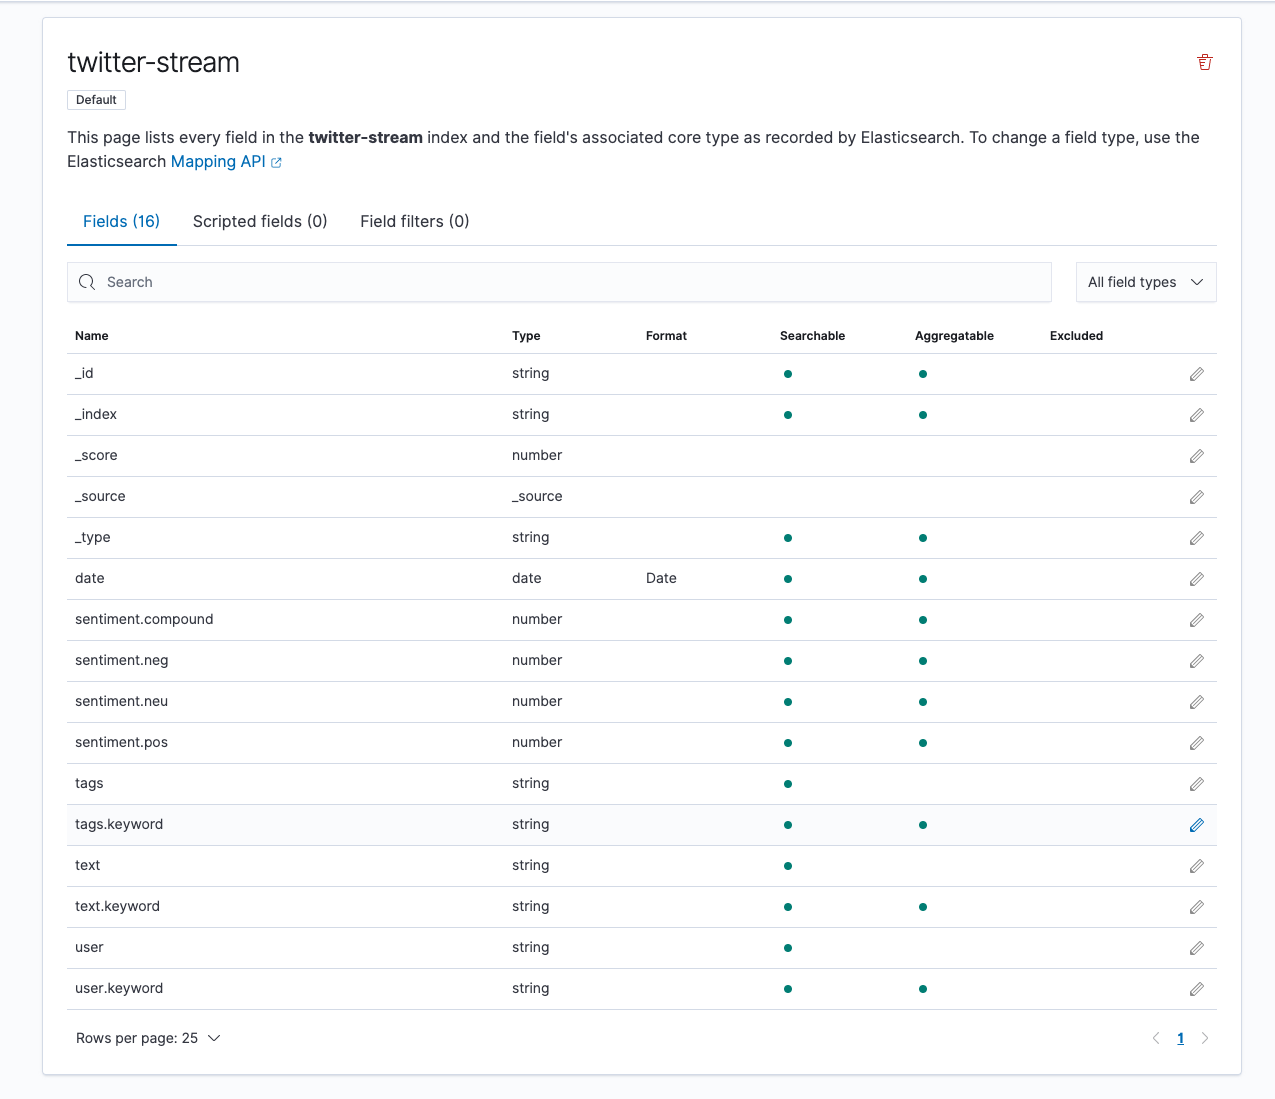 twitter-stream
Default
This page lists every field in the twitter-stream index and the field's associated core type as recorded by Elasticsearch. To change a field type, use the
Elasticsearch Mapping API
Fields (16) Scripted fields (0) Field filters (0)
Search All field types
Name Type Format Searchable Aggregatable Excluded
_id string
_index string
_score number
_source _source
_type string
date date Date
sentiment.compound number
sentiment.neg number
sentiment.neu number
sentiment.pos number
tags string
tags.keyword string
text string
text.keyword string
user string
user.keyword string
Rows per page: 25 1